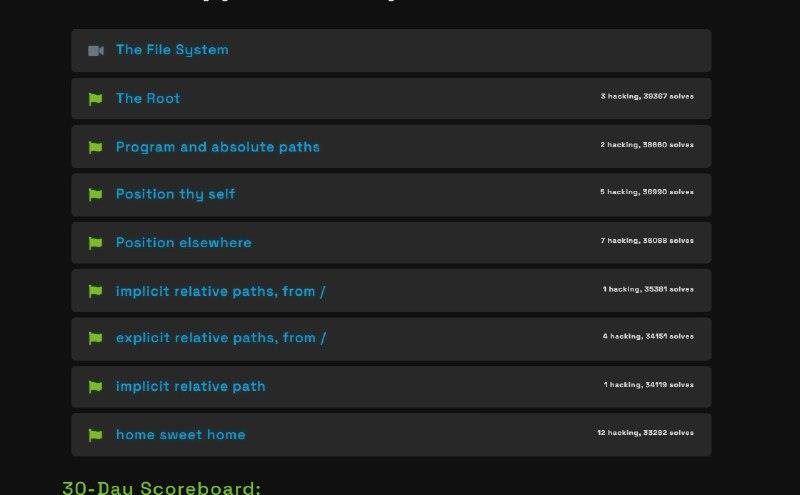 The File System
The Root
3 hacking, 39367 solves
Program and absolute paths
2 hacking, 38660 solves
Position thy self
5 hacking, 36990 solves
Position elsewhere
7 hacking, 36088 solves
implicit relative paths, from /
1 hacking, 35381 solves
explicit relative paths, from /
4 hacking, 34151 solves
implicit relative path
1 hacking, 34119 solves
home sweet home
12 hacking, 33292 solves
30-Day Scoreboard: